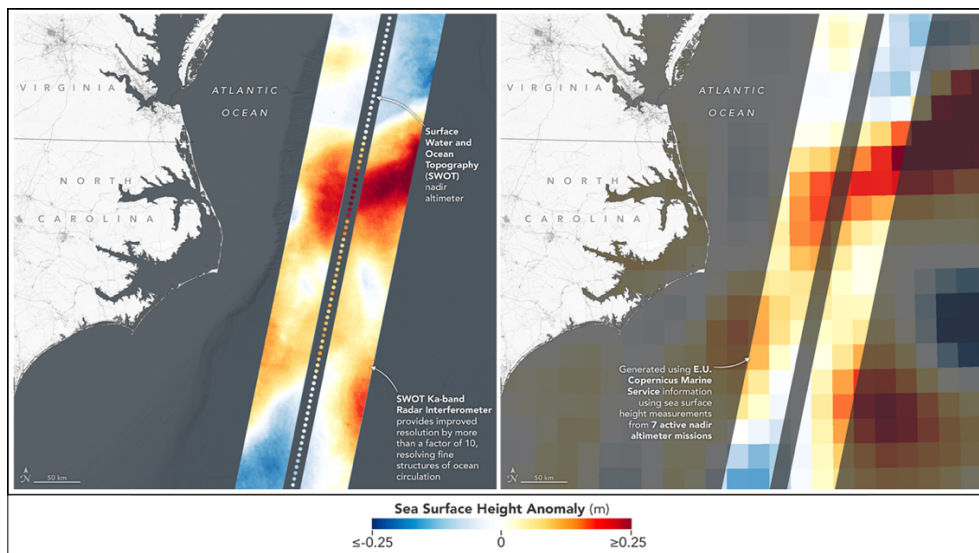 VIRGINIA
ATLANTIC
OCEAN
NORTH
CAROLINA
Surface
Water and
Ocean
Topography
(SWOT)
nadir
altimeter
SWOT Ka-band
Radar Interferometer
provides improved
resolution by more
than a factor of 10,
resolving fine
structures of ocean
circulation
N
50 km
VIRGINIA
ATLANTIC
OCEAN
NORTH
CAROLINA
Generated using E.U.
Copernicus Marine
Service information
using sea surface
height measurements
from 7 active nadir
altimeter missions
N
50 km
Sea Surface Height Anomaly (m)
≤-0.25 0 ≥0.25